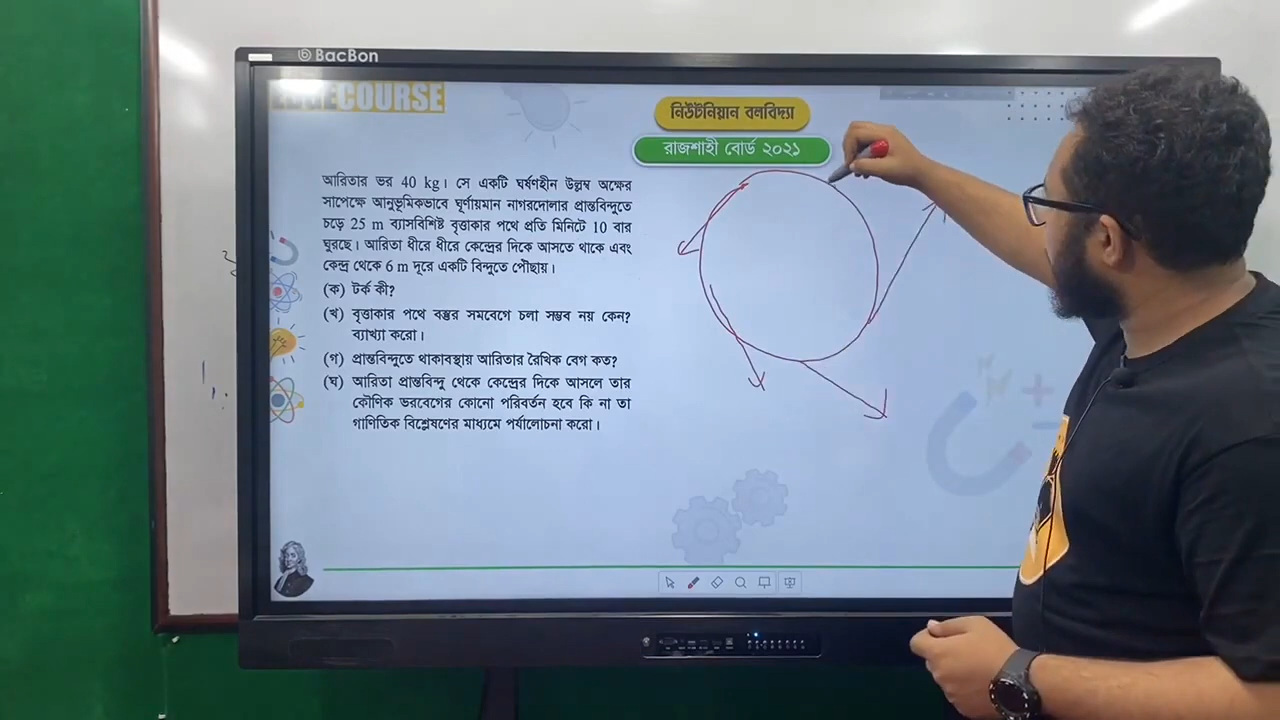 BacBon
COURSE
নিউটনিয়ান বলবিদ্যা
রাজশাহী বোর্ড ২০২১
আরিতার ভর 40 kg। সে একটি ঘর্ষণহীন উল্লম্ব অক্ষের
সাপেক্ষে আনুভূমিকভাবে ঘূর্ণায়মান নাগরদোলার প্রান্তবিন্দুতে
চড়ে 25 m ব্যাসবিশিষ্ট বৃত্তাকার পথে প্রতি মিনিটে 10 বার
ঘুরছে। আরিতা ধীরে ধীরে কেন্দ্রের দিকে আসতে থাকে এবং
কেন্দ্র থেকে 6 m দূরে একটি বিন্দুতে পৌছায়।
(ক) টর্ক কী?
(খ) বৃত্তাকার পথে বস্তুর সমবেগে চলা সম্ভব নয় কেন?
ব্যাখ্যা করো।
(গ) প্রান্তবিন্দুতে থাকাবস্থায় আরিতার রৈখিক বেগ কত?
(ঘ) আরিতা প্রান্তবিন্দু থেকে কেন্দ্রের দিকে আসলে তার
কৌণিক ভরবেগের কোনো পরিবর্তন হবে কি না তা
গাণিতিক বিশ্লেষণের মাধ্যমে পর্যালোচনা করো।